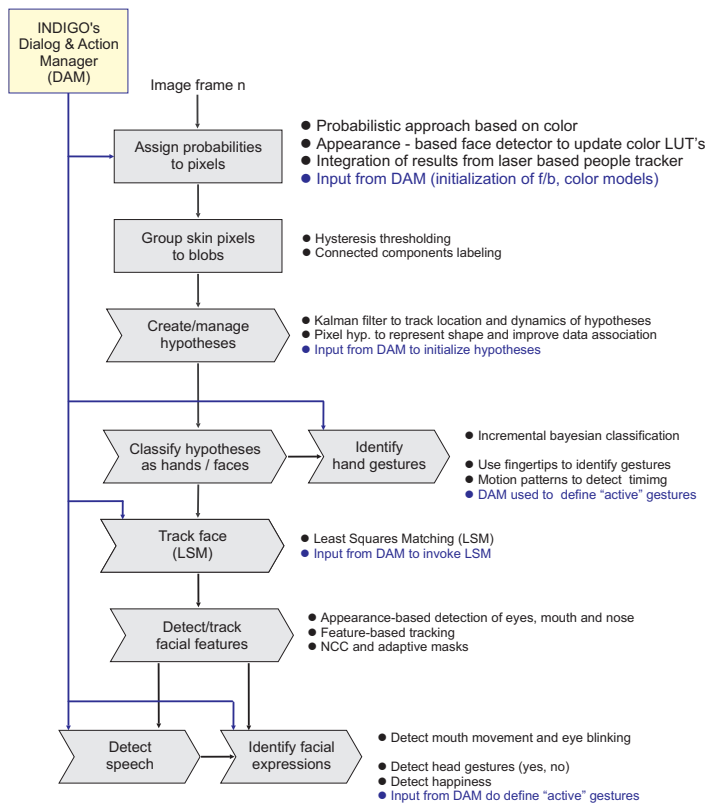 INDIGO's
Dialog & Action
Manager
(DAM)
Image frame n
Assign probabilities
to pixels
● Probabilistic approach based on color
● Appearance - based face detector to update color LUT's
● Integration of results from laser based people tracker
● Input from DAM (initialization of f/b, color models)
Group skin pixels
to blobs
● Hysteresis thresholding
● Connected components labeling
Create/manage
hypotheses
● Kalman filter to track location and dynamics of hypotheses
● Pixel hyp. to represent shape and improve data association
● Input from DAM to initialize hypotheses
Classify hypotheses
as hands / faces
Identify
hand gestures
● Incremental bayesian classification
● Use fingertips to identify gestures
● Motion patterns to detect timimg
● DAM used to define “active” gestures
Track face
(LSM)
● Least Squares Matching (LSM)
● Input from DAM to invoke LSM
Detect/track
facial features
● Appearance-based detection of eyes, mouth and nose
● Feature-based tracking
● NCC and adaptive masks
Detect
speech
Identify facial
expressions
● Detect mouth movement and eye blinking
● Detect head gestures (yes, no)
● Detect happiness
● Input from DAM do define “active” gestures